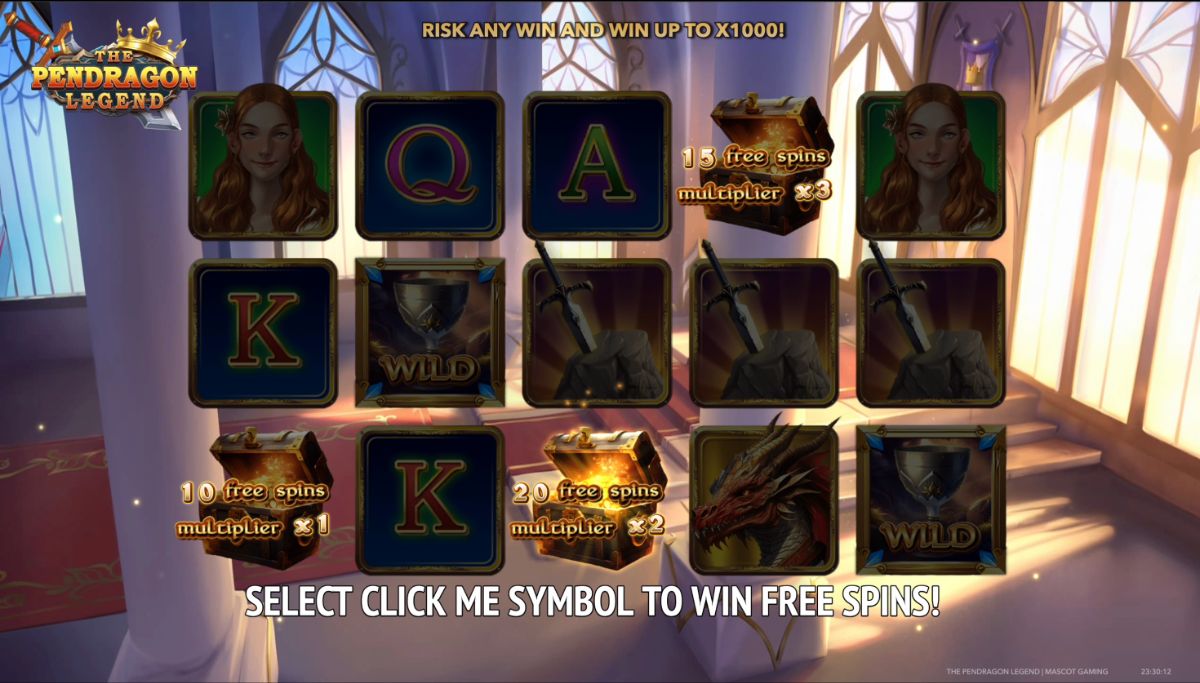 RISK ANY WIN AND WIN UP TO X1000!
THE
PENDRAGON
LEGEND
Q
A
15 free spins
multiplier x3
K
WILD
10 free spins
multiplier x1
K
20 free spins
multiplier x2
WILD
SELECT CLICK ME SYMBOL TO WIN FREE SPINS!
THE PENDRAGON LEGEND | MASCOT GAMING 23:30:12